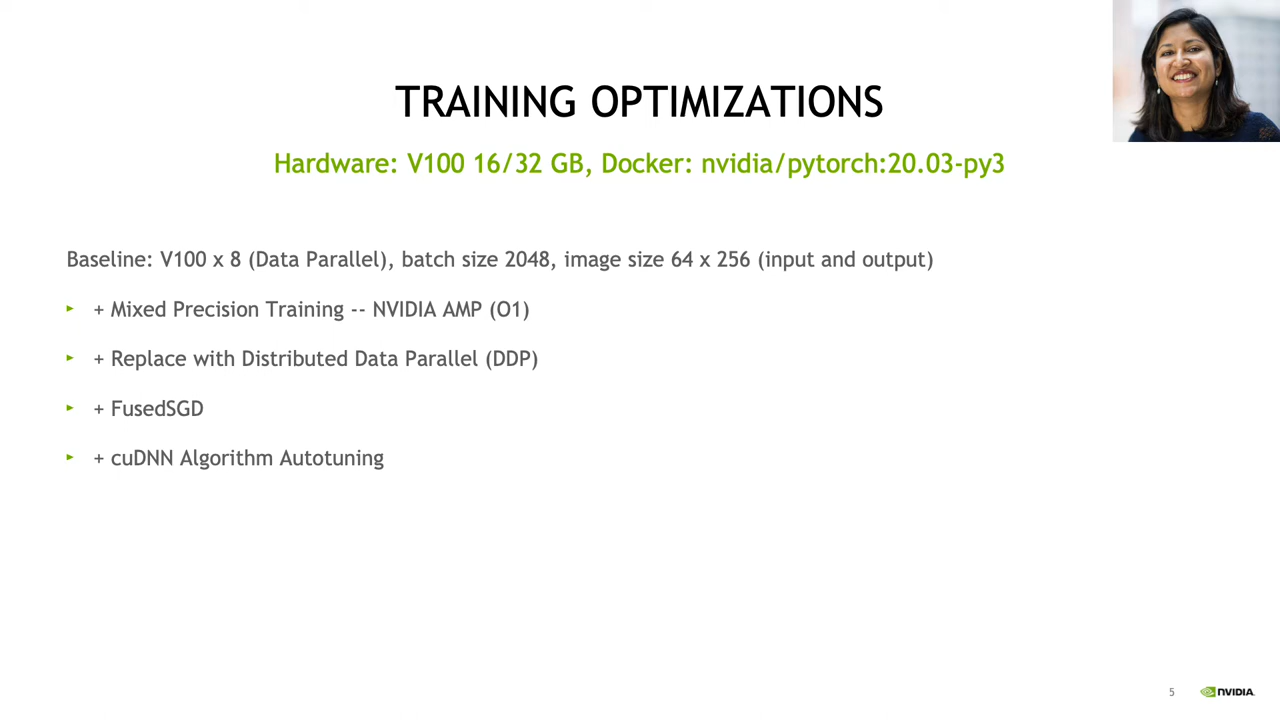 TRAINING OPTIMIZATIONS
Hardware: V100 16/32 GB, Docker: nvidia/pytorch:20.03-py3
Baseline: V100 x 8 (Data Parallel), batch size 2048, image size 64 x 256 (input and output)
+ Mixed Precision Training -- NVIDIA AMP (O1)
+ Replace with Distributed Data Parallel (DDP)
+ FusedSGD
+ cuDNN Algorithm Autotuning
5
NVIDIA.